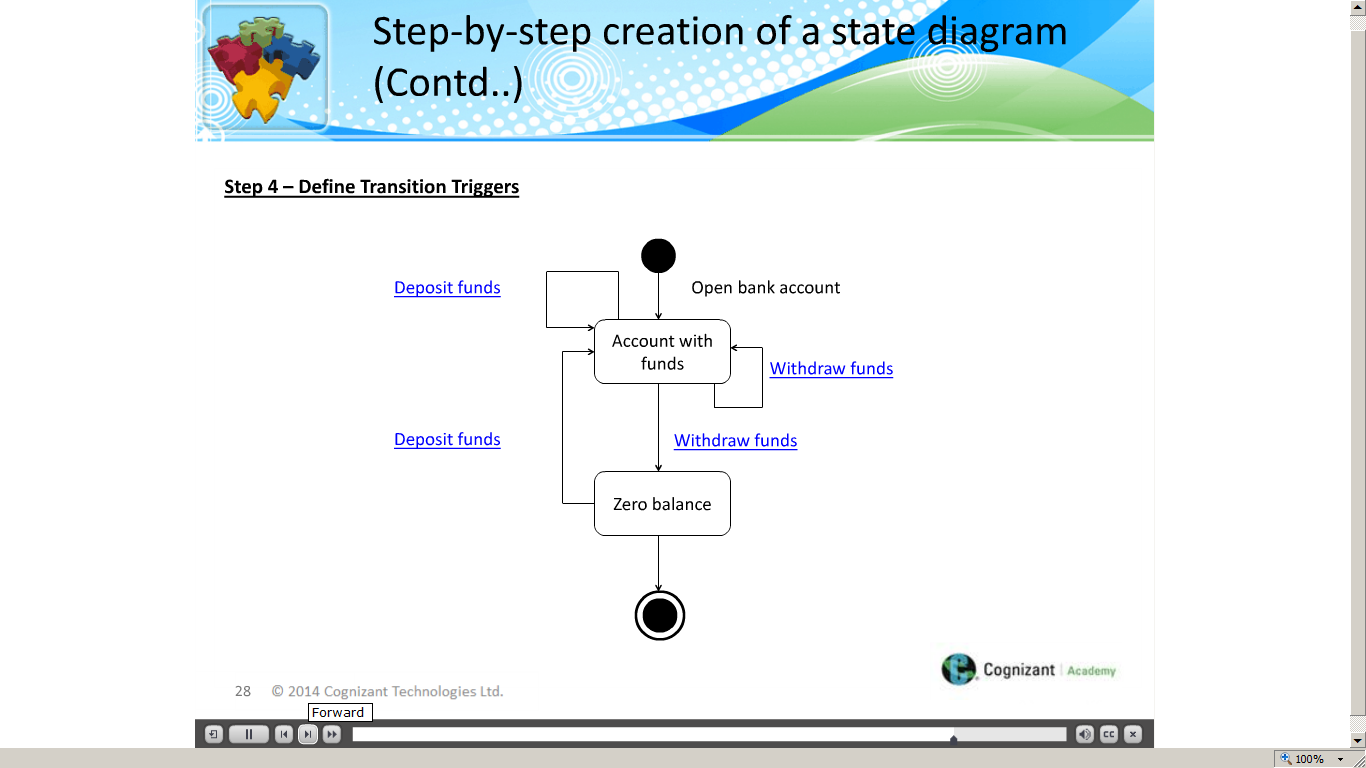 Step-by-step creation of a state diagram
(Contd..)
Step 4 – Define Transition Triggers
Deposit funds
Open bank account
Account with
funds
Withdraw funds
Deposit funds
Withdraw funds
Zero balance
Cognizant | Academy
28 © 2014 Cognizant Technologies Ltd.
Forward
CC
100%